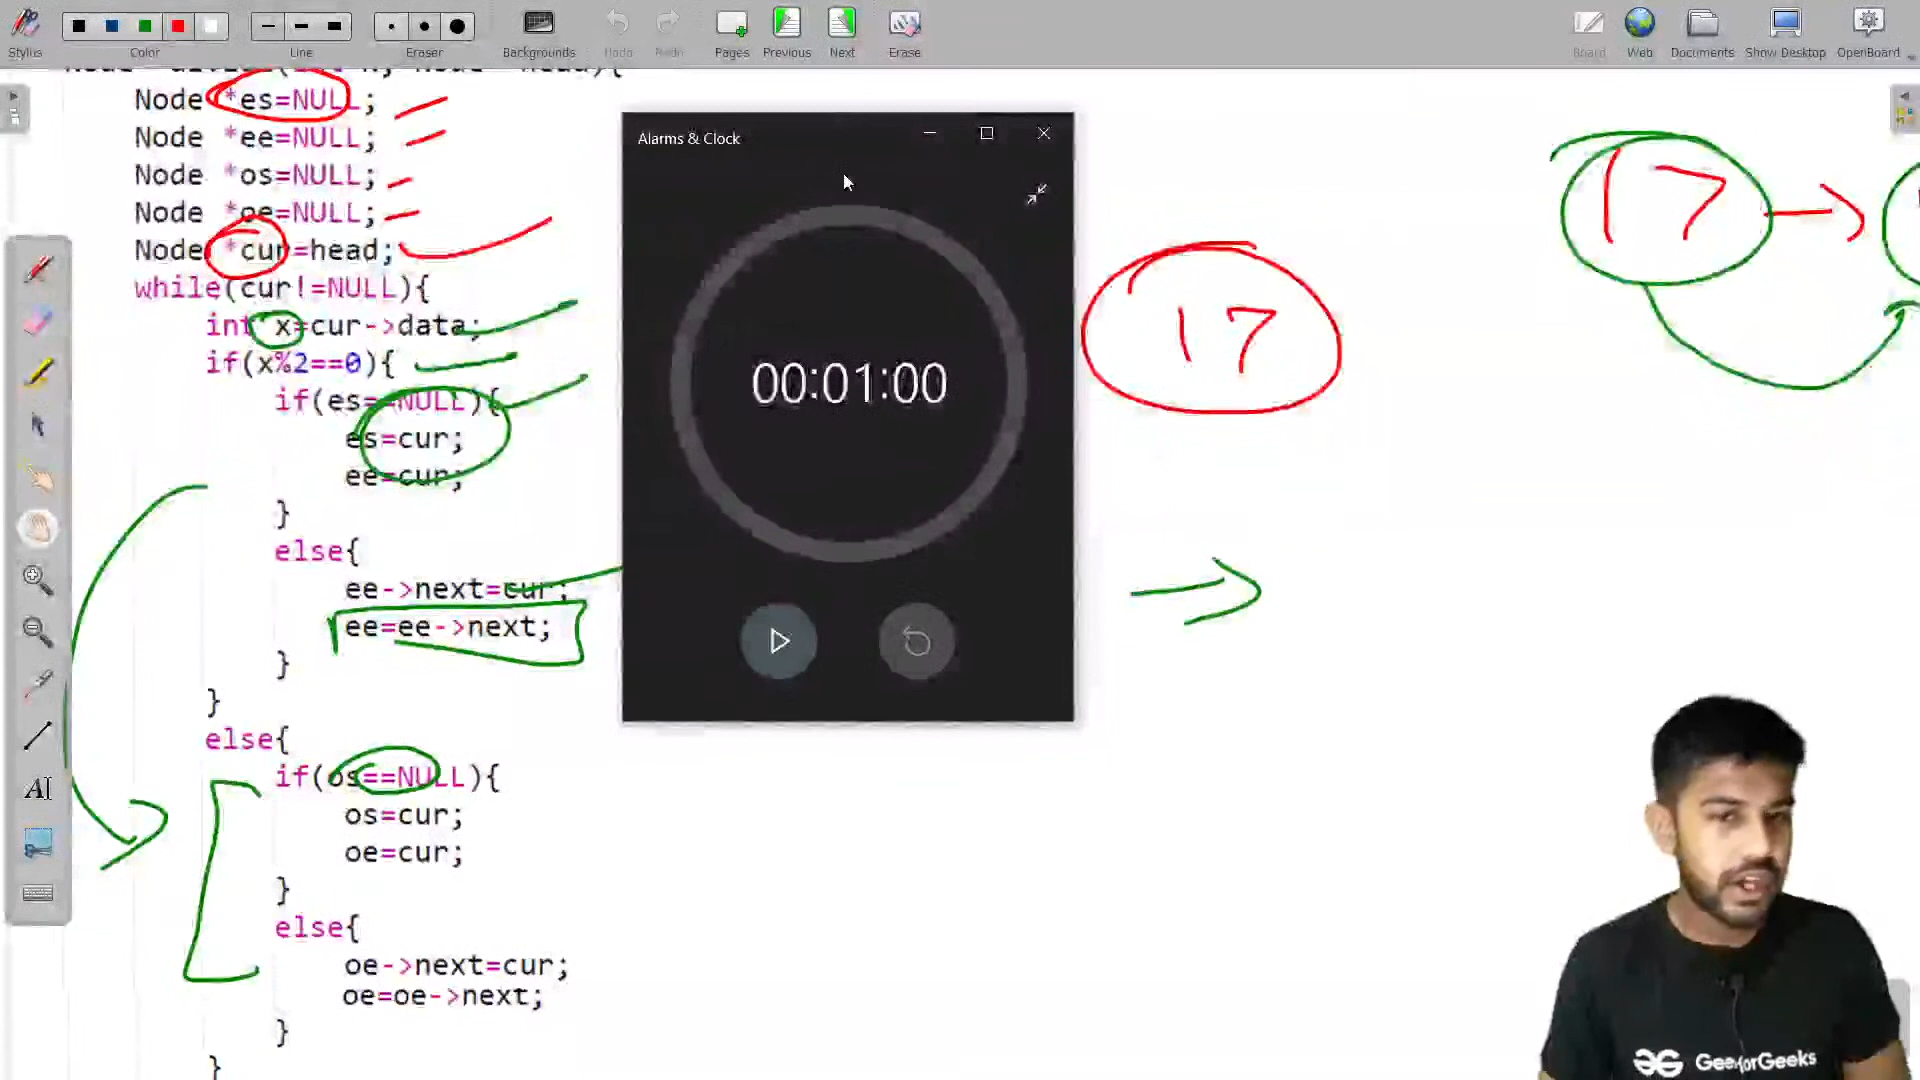 Stylus Color Line Eraser Backgrounds Undo Redo Pages Previous Next Erase Board Web Documents Show Desktop OpenBoard
Node *es=NULL;
Node *ee=NULL;
Node *os=NULL;
Node *oe=NULL;
Node *cur=head;
while(cur!=NULL){
int x=cur->data;
if(x%2==0){
if(es==NULL){
es=cur;
ee=cur;
}
else{
ee->next=cur;
ee=ee->next;
}
}
else{
if(os==NULL){
os=cur;
oe=cur;
}
else{
oe->next=cur;
oe=oe->next;
}
}
Alarms & Clock
00:01:00
17
17
GeeksforGeeks